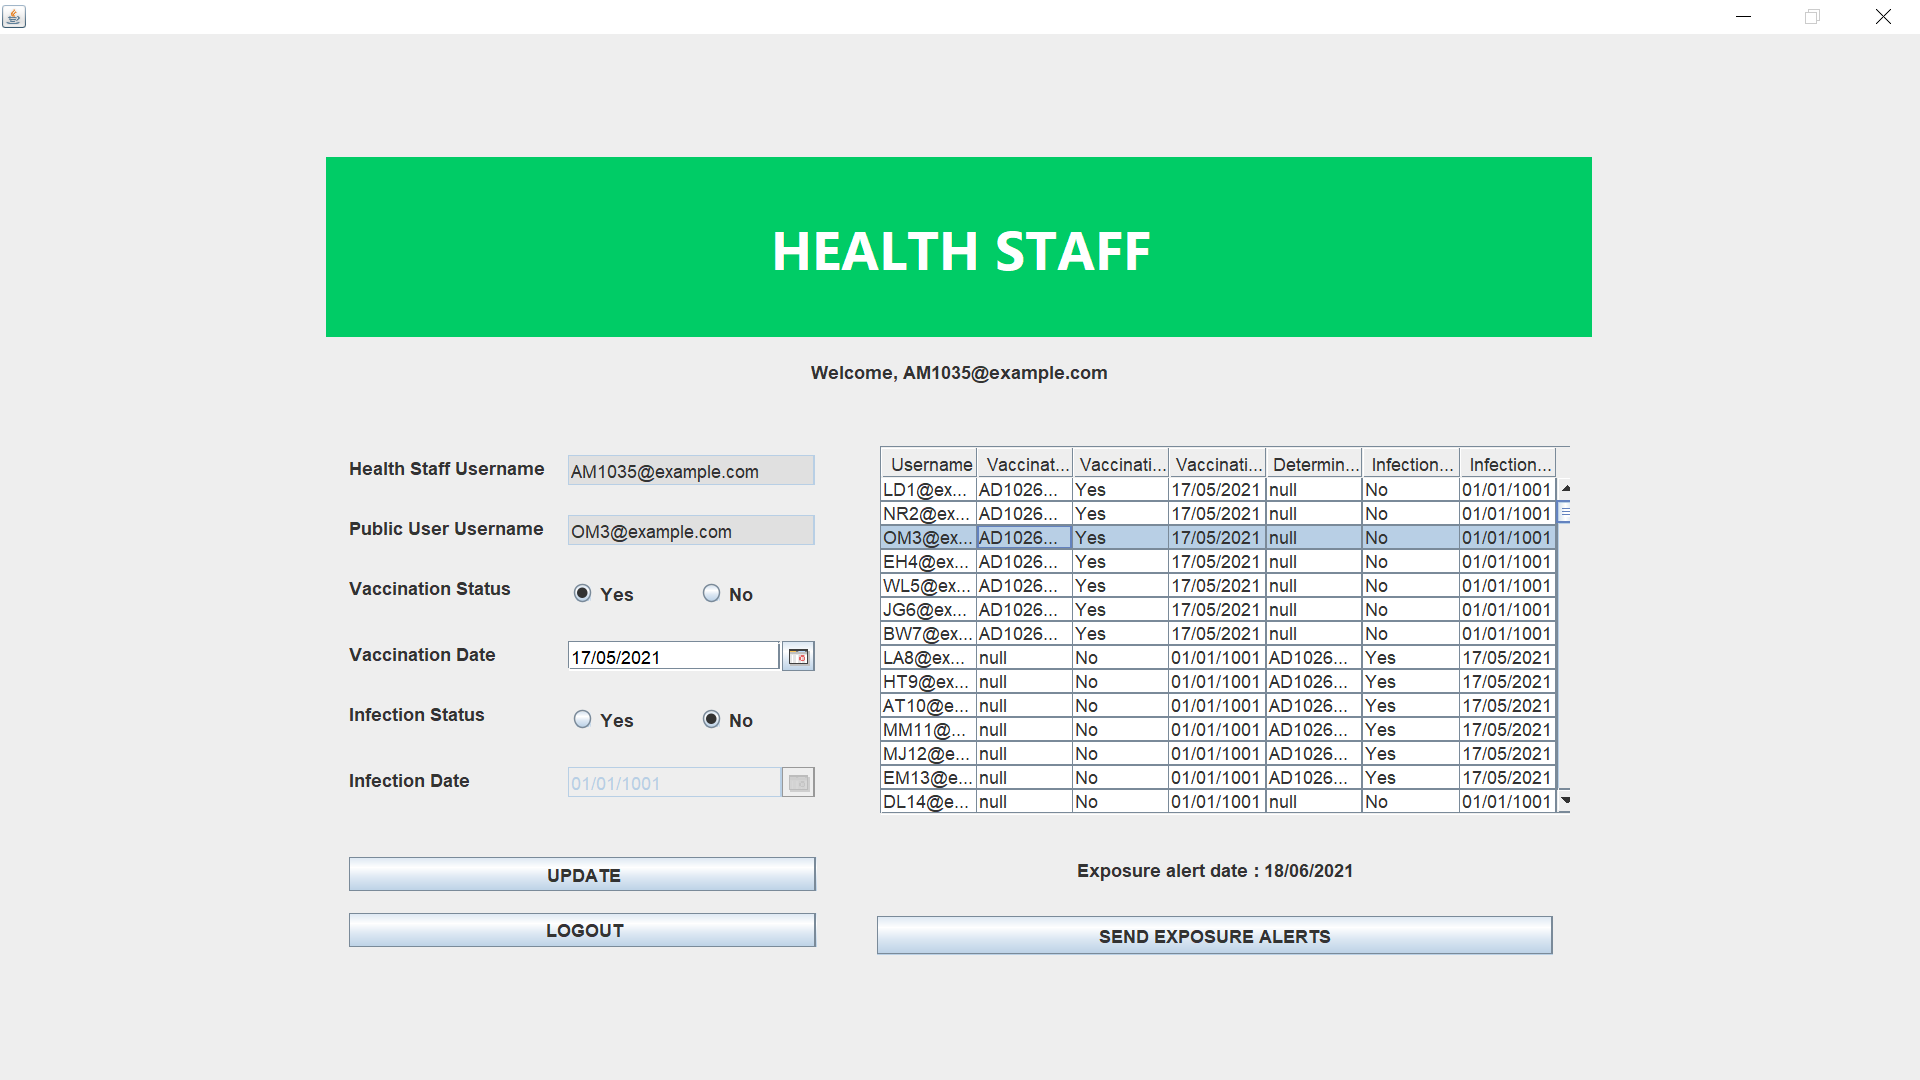 HEALTH STAFF
Welcome, AM1035@example.com
Health Staff Username AM1035@example.com
Public User Username OM3@example.com
Vaccination Status Yes No
Vaccination Date 17/05/2021
Infection Status Yes No
Infection Date 01/01/1001
UPDATE
LOGOUT
Username Vaccinat... Vaccinati... Vaccinati... Determin... Infection... Infection...
LD1@ex... AD1026... Yes 17/05/2021 null No 01/01/1001
NR2@ex... AD1026... Yes 17/05/2021 null No 01/01/1001
OM3@ex... AD1026... Yes 17/05/2021 null No 01/01/1001
EH4@ex... AD1026... Yes 17/05/2021 null No 01/01/1001
WL5@ex... AD1026... Yes 17/05/2021 null No 01/01/1001
JG6@ex... AD1026... Yes 17/05/2021 null No 01/01/1001
BW7@ex... AD1026... Yes 17/05/2021 null No 01/01/1001
LA8@ex... null No 01/01/1001 AD1026... Yes 17/05/2021
HT9@ex... null No 01/01/1001 AD1026... Yes 17/05/2021
AT10@e... null No 01/01/1001 AD1026... Yes 17/05/2021
MM11@... null No 01/01/1001 AD1026... Yes 17/05/2021
MJ12@e... null No 01/01/1001 AD1026... Yes 17/05/2021
EM13@e... null No 01/01/1001 AD1026... Yes 17/05/2021
DL14@e... null No 01/01/1001 null No 01/01/1001
Exposure alert date : 18/06/2021
SEND EXPOSURE ALERTS